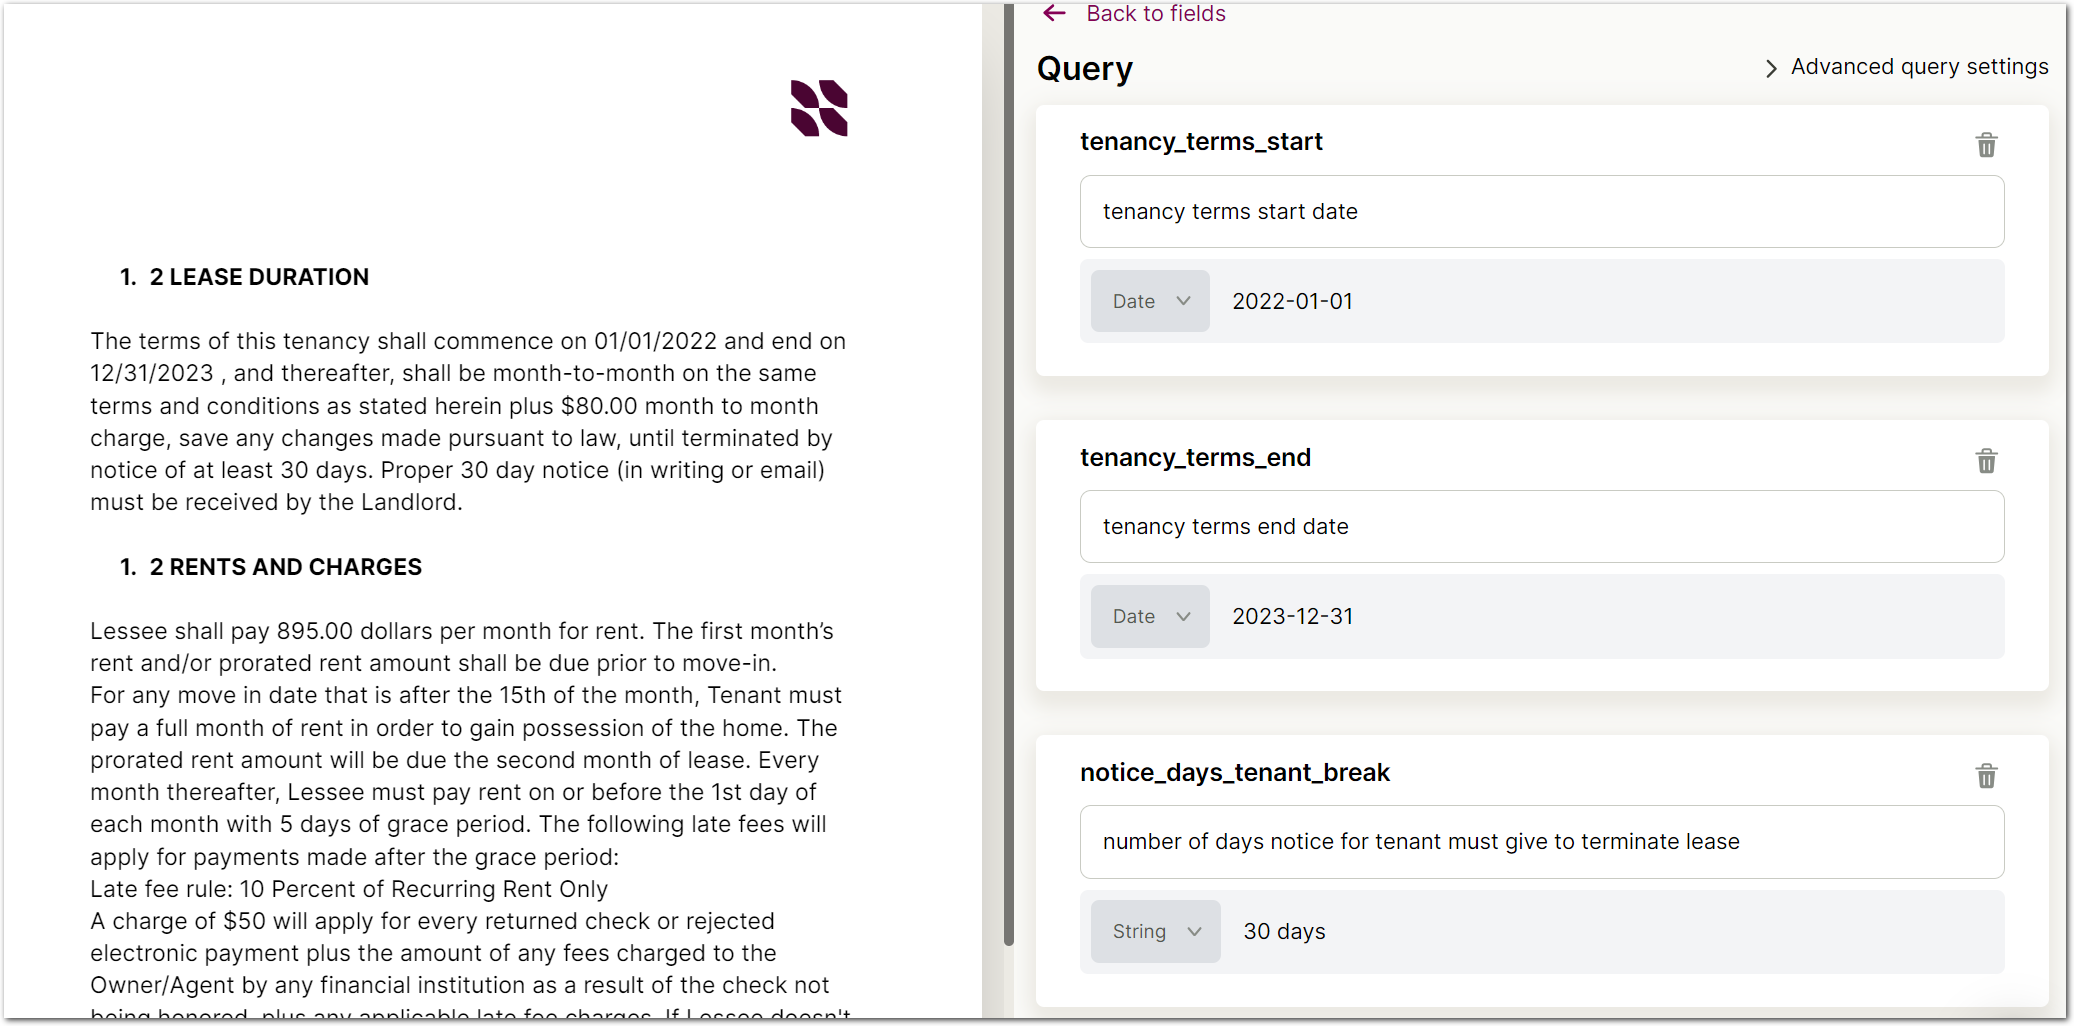 1. 2 LEASE DURATION
The terms of this tenancy shall commence on 01/01/2022 and end on
12/31/2023 , and thereafter, shall be month-to-month on the same
terms and conditions as stated herein plus $80.00 month to month
charge, save any changes made pursuant to law, until terminated by
notice of at least 30 days. Proper 30 day notice (in writing or email)
must be received by the Landlord.
1. 2 RENTS AND CHARGES
Lessee shall pay 895.00 dollars per month for rent. The first month’s
rent and/or prorated rent amount shall be due prior to move-in.
For any move in date that is after the 15th of the month, Tenant must
pay a full month of rent in order to gain possession of the home. The
prorated rent amount will be due the second month of lease. Every
month thereafter, Lessee must pay rent on or before the 1st day of
each month with 5 days of grace period. The following late fees will
apply for payments made after the grace period:
Late fee rule: 10 Percent of Recurring Rent Only
A charge of $50 will apply for every returned check or rejected
electronic payment plus the amount of any fees charged to the
Owner/Agent by any financial institution as a result of the check not
being honored, plus any applicable late fee charges. If Lessee doesn't
Back to fields
Query
Advanced query settings
tenancy_terms_start
tenancy terms start date
Date 2022-01-01
tenancy_terms_end
tenancy terms end date
Date 2023-12-31
notice_days_tenant_break
number of days notice for tenant must give to terminate lease
String 30 days